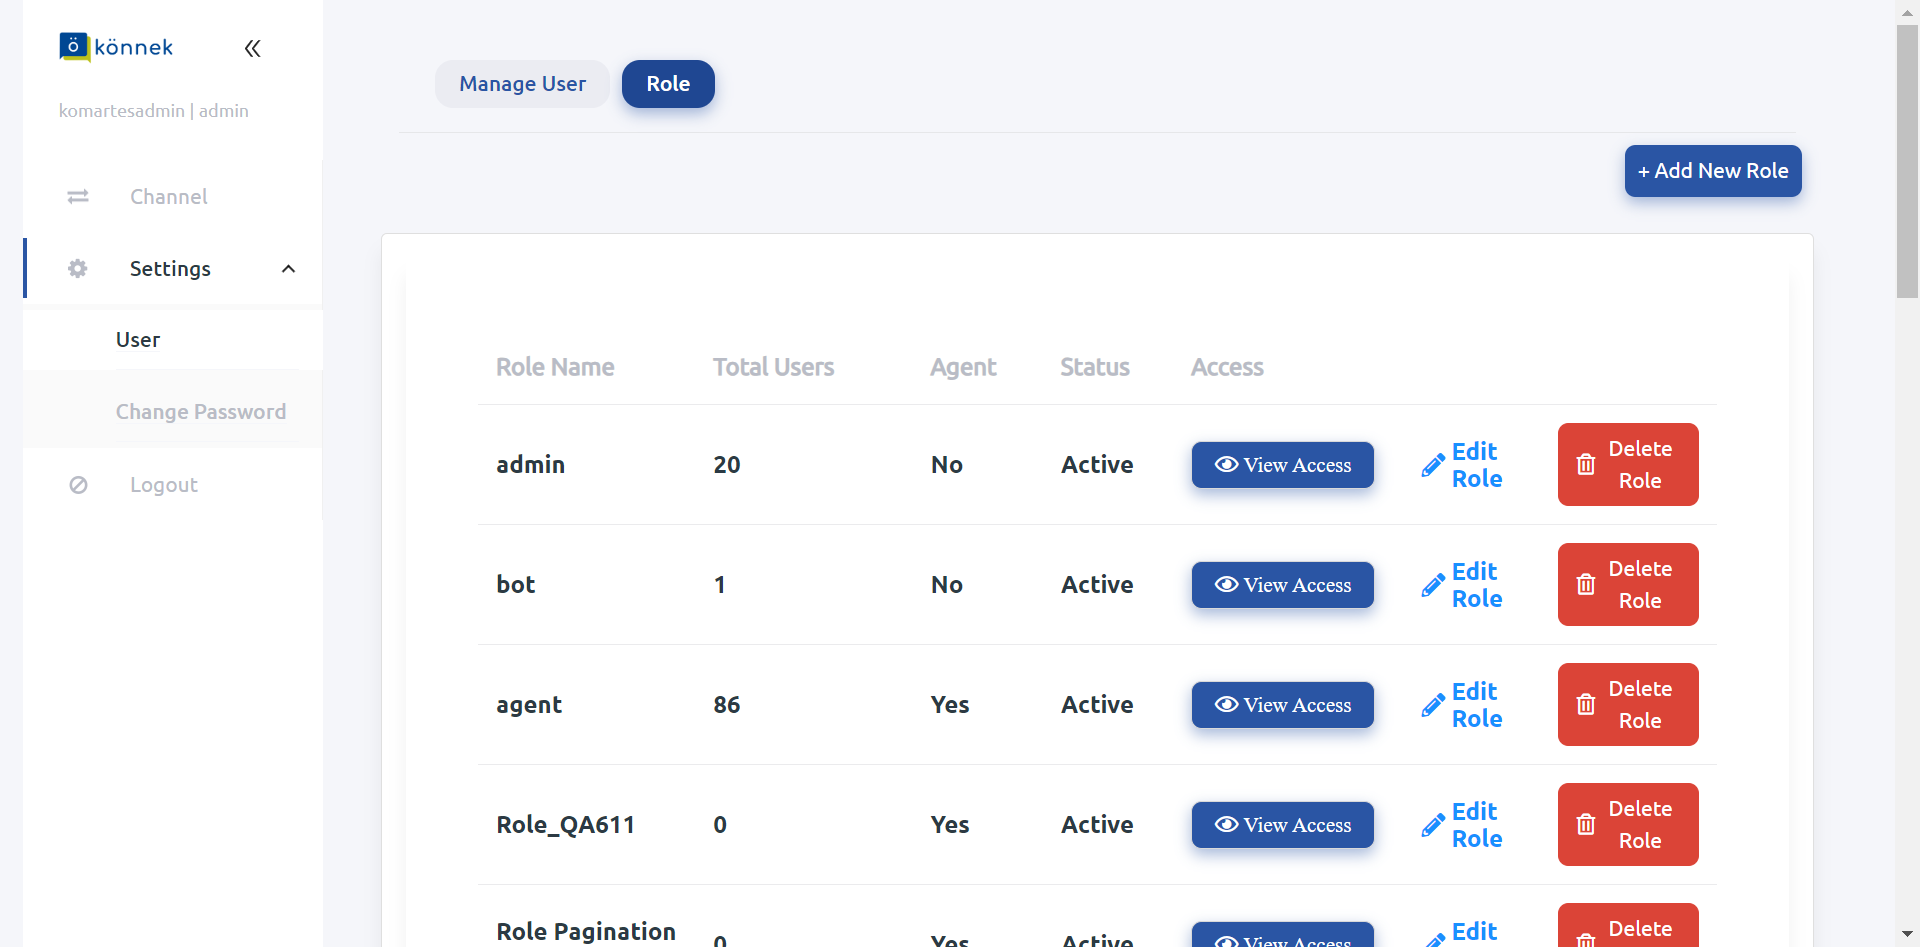 könnek
komartesadmin | admin
Channel
Settings
User
Change Password
Logout
Manage User
Role
+ Add New Role
Role Name Total Users Agent Status Access
admin 20 No Active View Access Edit Role Delete Role
bot 1 No Active View Access Edit Role Delete Role
agent 86 Yes Active View Access Edit Role Delete Role
Role_QA611 0 Yes Active View Access Edit Role Delete Role
Role Pagination 0 Yes Active View Access Edit Delete